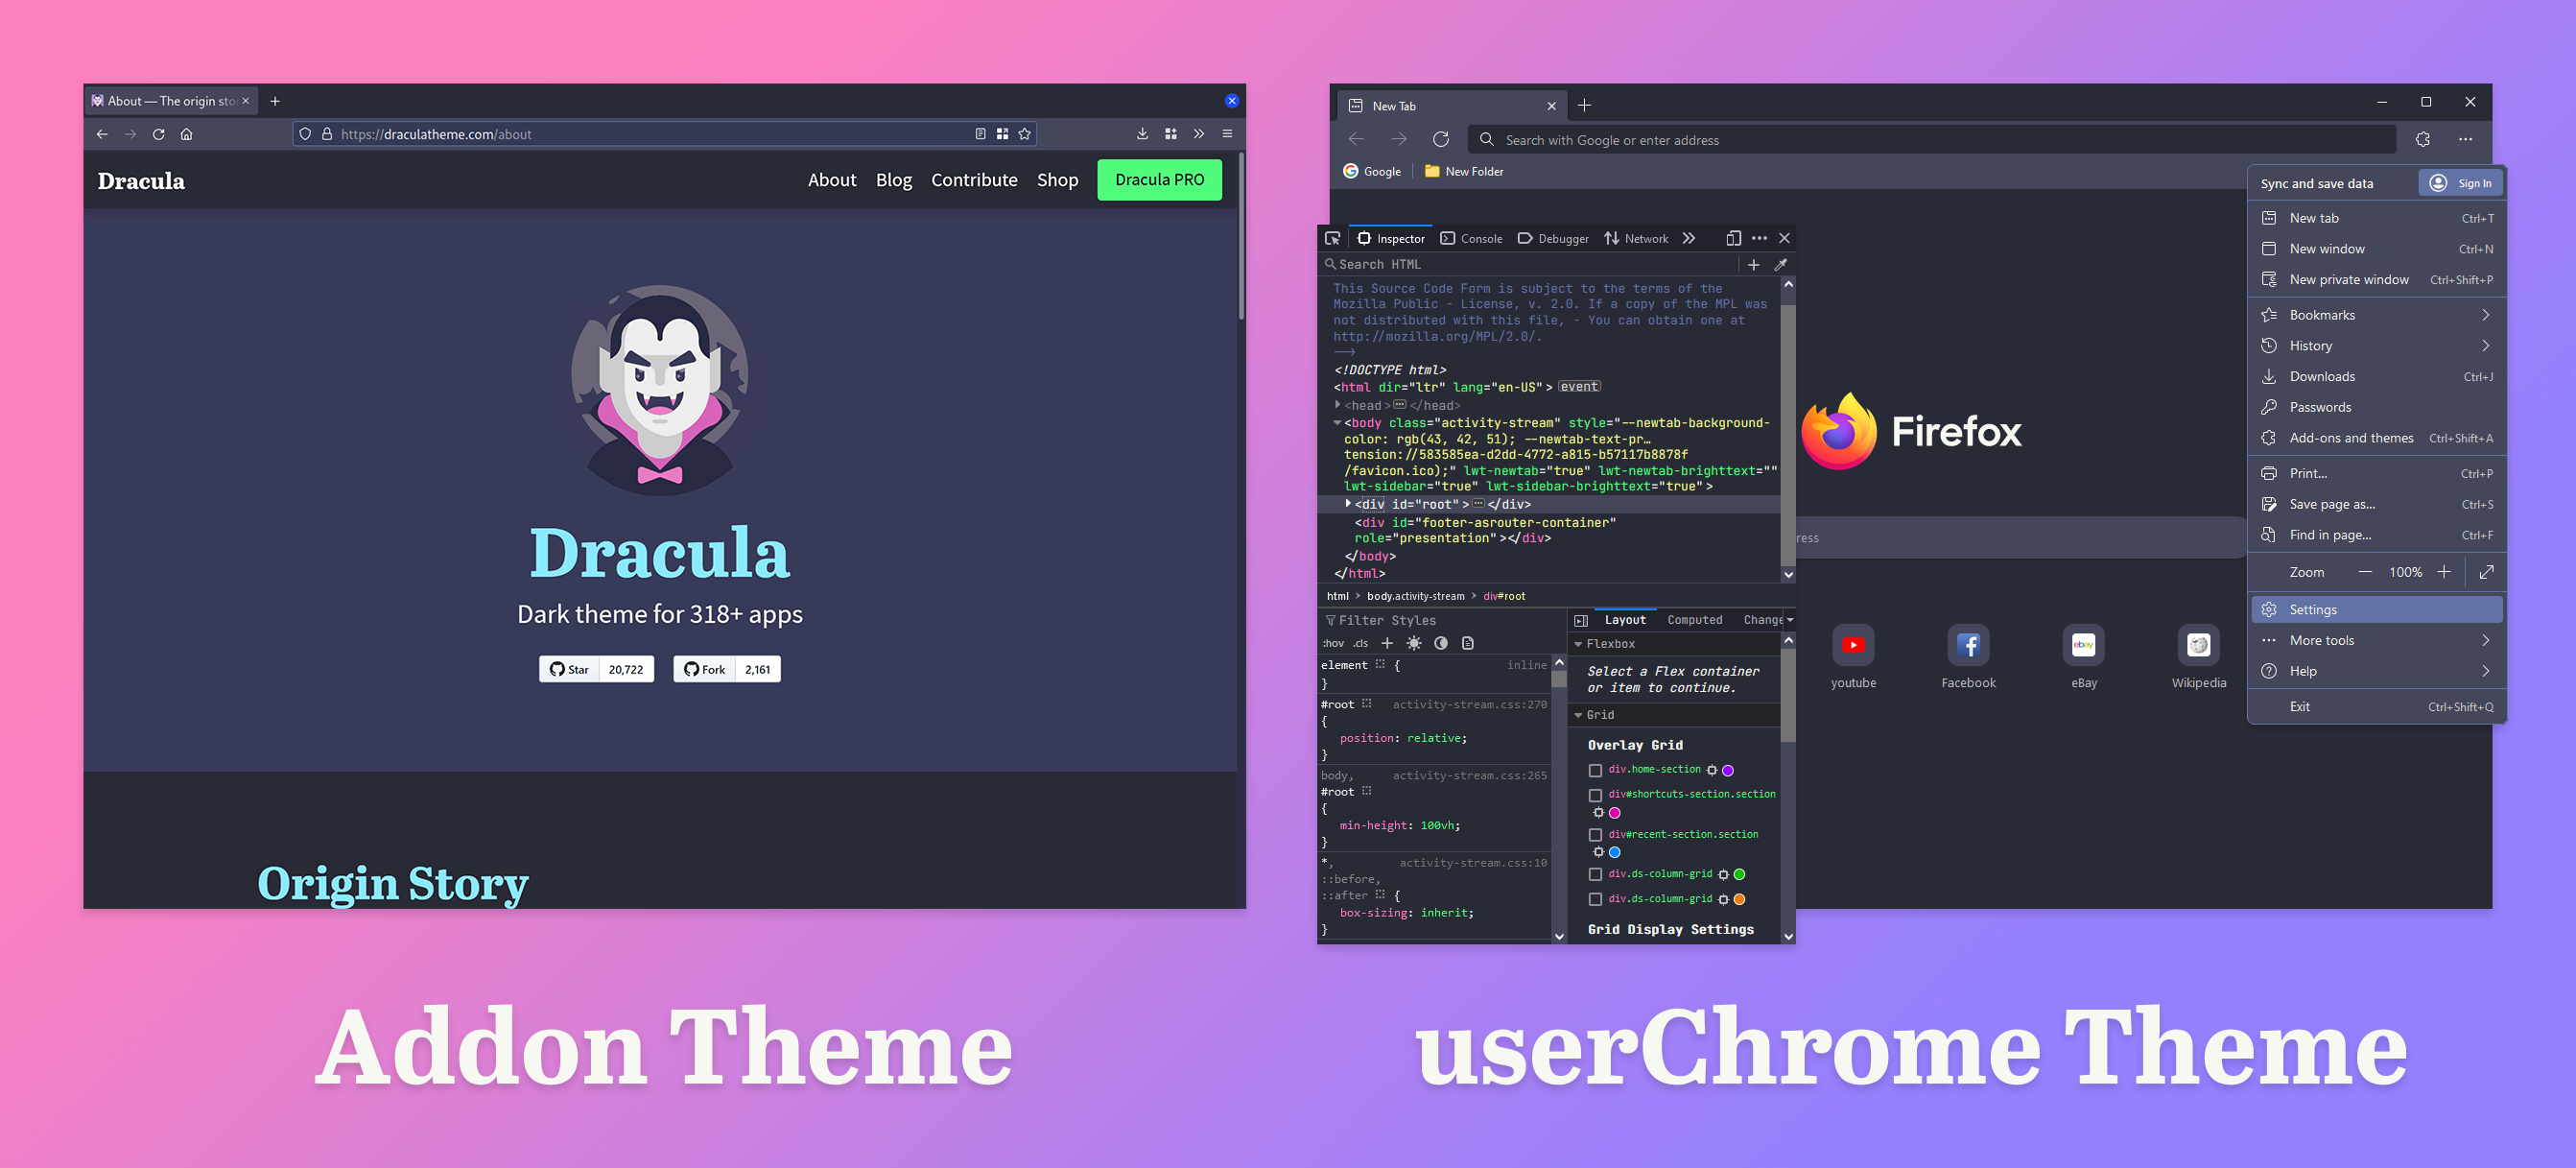 About — The origin stor
https://draculatheme.com/about
Dracula
About Blog Contribute Shop Dracula PRO
Dracula
Dark theme for 318+ apps
Star 20,722 Fork 2,161
Origin Story
Addon Theme
New Tab
Search with Google or enter address
Google New Folder
Sync and save data Sign In
New tab Ctrl+T
New window Ctrl+N
New private window Ctrl+Shift+P
Bookmarks
History
Downloads Ctrl+J
Passwords
Add-ons and themes Ctrl+Shift+A
Print... Ctrl+P
Save page as... Ctrl+S
Find in page... Ctrl+F
Zoom — 100% +
Settings
More tools
Help
Exit Ctrl+Shift+Q
Inspector Console Debugger Network
Search HTML
This Source Code Form is subject to the terms of the
Mozilla Public - License, v. 2.0. If a copy of the MPL was
not distributed with this file, - You can obtain one at
http://mozilla.org/MPL/2.0/.
-->
<!DOCTYPE html>
<html dir="ltr" lang="en-US"> event
<head>⋯</head>
<body class="activity-stream" style="--newtab-background-
color: rgb(43, 42, 51); --newtab-text-pr…
tension://583585ea-d2dd-4772-a815-b57117b8878f
/favicon.ico);" lwt-newtab="true" lwt-newtab-brighttext=""
lwt-sidebar="true" lwt-sidebar-brighttext="true">
<div id="root">⋯</div>
<div id="footer-asrouter-container"
role="presentation"></div>
</body>
</html>
html > body.activity-stream > div#root
Filter Styles
:hov .cls +
element { inline
}
#root activity-stream.css:270
{
position: relative;
}
body, activity-stream.css:265
#root
{
min-height: 100vh;
}
*, activity-stream.css:10
::before,
::after {
box-sizing: inherit;
}
Layout Computed Change
Flexbox
Select a Flex container
or item to continue.
Grid
Overlay Grid
div.home-section
div#shortcuts-section.section
div#recent-section.section
div.ds-column-grid
div.ds-column-grid
Grid Display Settings
Firefox
ress
youtube Facebook eBay Wikipedia
ebay
userChrome Theme